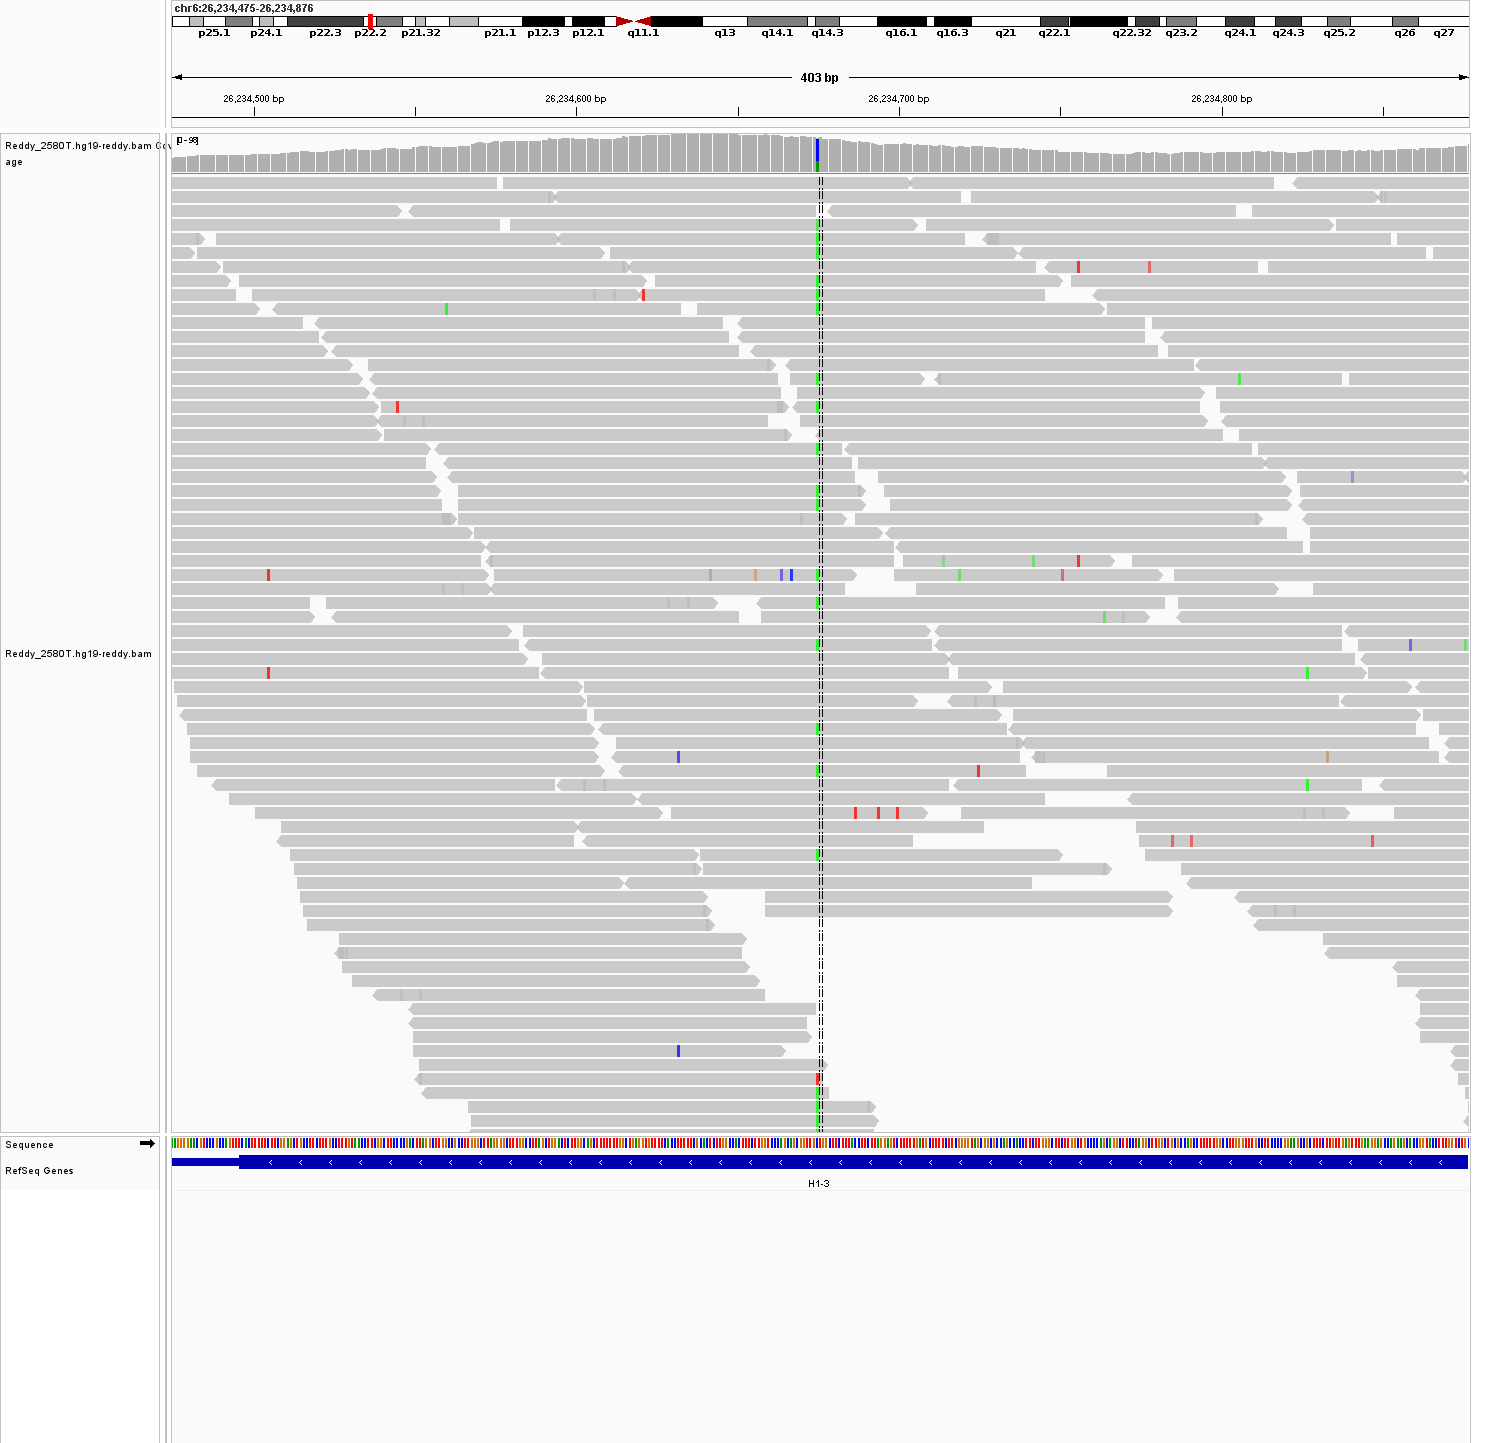 chr6:26,234,475-26,234,876
p25.1 p24.1 p22.3 p22.2 p21.32 p21.1 p12.3 p12.1 q11.1 q13 q14.1 q14.3 q16.1 q16.3 q21 q22.1 q22.32 q23.2 q24.1 q24.3 q25.2 q26 q27
403 bp
26,234,500 bp 26,234,600 bp 26,234,700 bp 26,234,800 bp
[0-98]
Reddy_2580T.hg19-reddy.bam Cov
age
Reddy_2580T.hg19-reddy.bam
Sequence
RefSeq Genes
H1-3